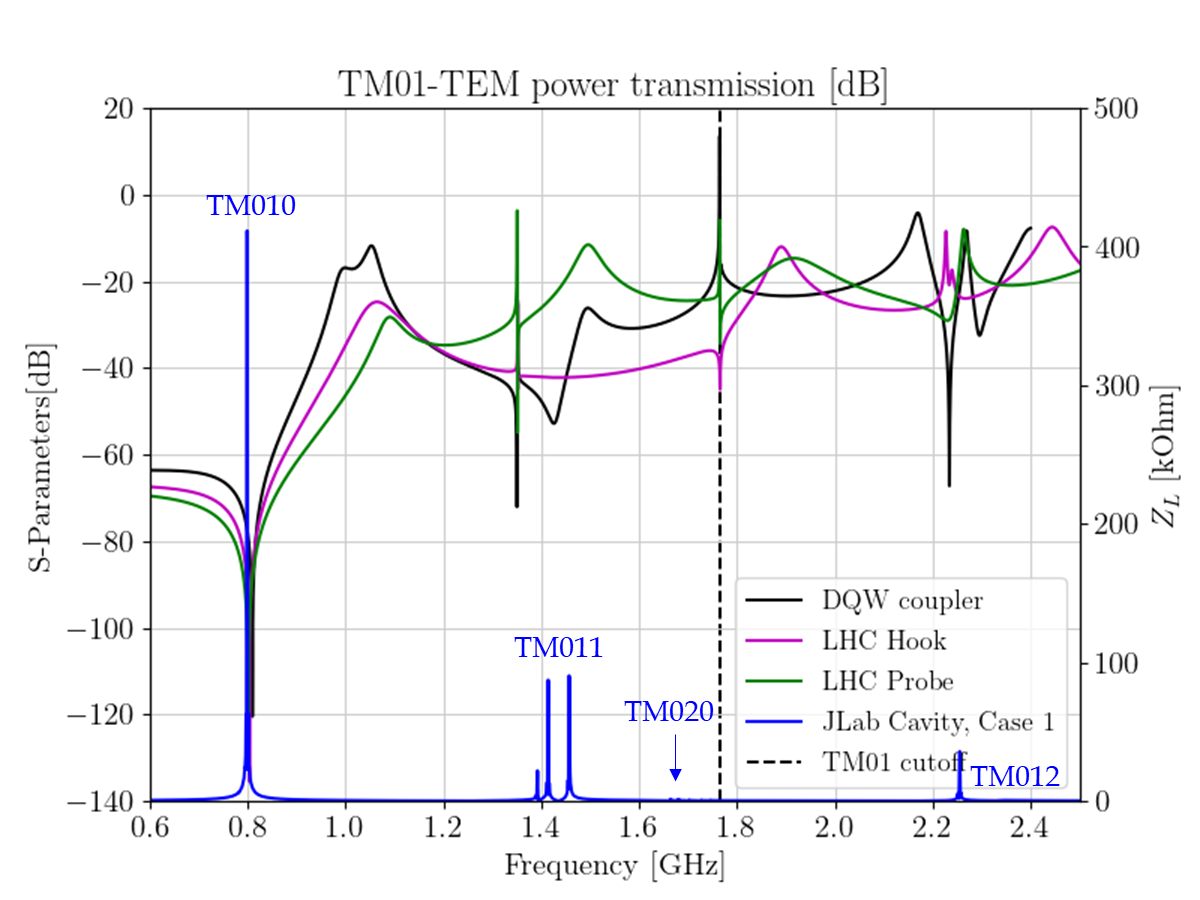 TM01-TEM power transmission [dB]
20
0
−20
−40
−60
−80
−100
−120
−140
S-Parameters[dB]
500
400
300
200
100
0
Z_L [kOhm]
TM010
TM011
TM020
TM012
DQW coupler
LHC Hook
LHC Probe
JLab Cavity, Case 1
TM01 cutoff
0.6 0.8 1.0 1.2 1.4 1.6 1.8 2.0 2.2 2.4
Frequency [GHz]